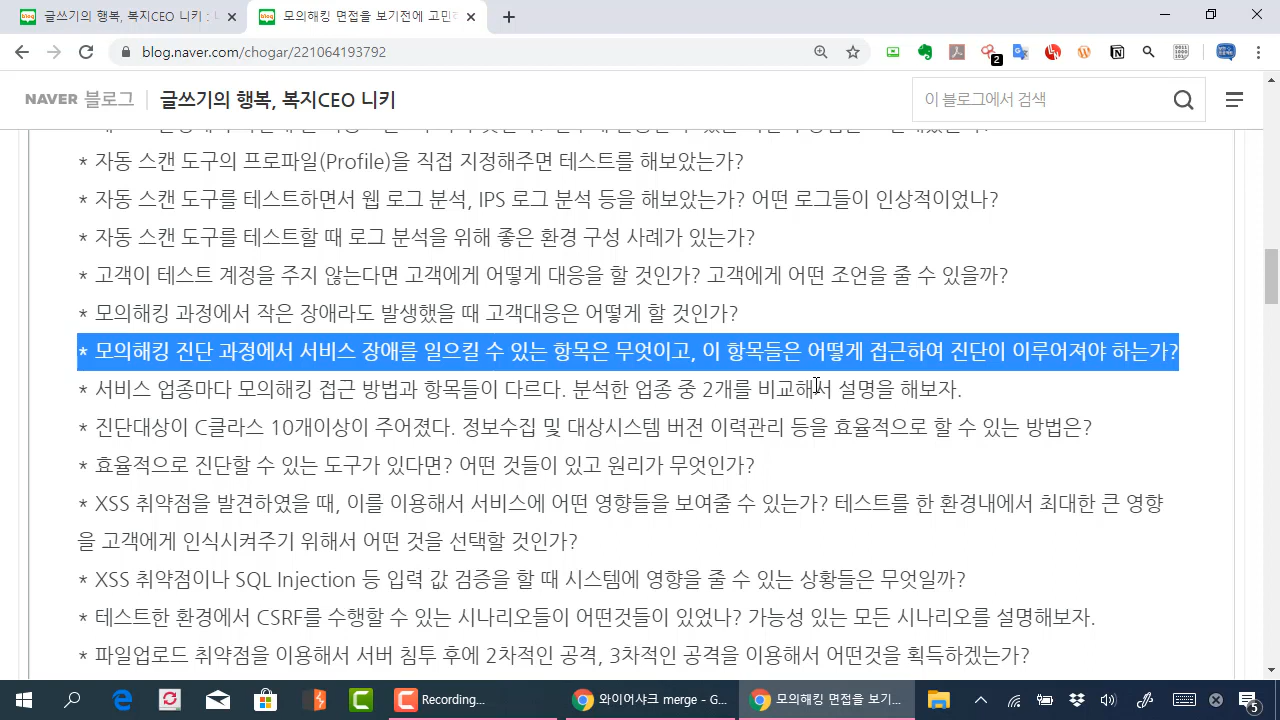 글쓰기의 행복, 복지CEO 니키 : 네
모의해킹 면접을 보기전에 고민하
blog.naver.com/chogar/221064193792
NAVER 블로그 | 글쓰기의 행복, 복지CEO 니키
이 블로그에서 검색
* 자동 스캔 도구의 프로파일(Profile)을 직접 지정해주면 테스트를 해보았는가?
* 자동 스캔 도구를 테스트하면서 웹 로그 분석, IPS 로그 분석 등을 해보았는가? 어떤 로그들이 인상적이었나?
* 자동 스캔 도구를 테스트할 때 로그 분석을 위해 좋은 환경 구성 사례가 있는가?
* 고객이 테스트 계정을 주지 않는다면 고객에게 어떻게 대응을 할 것인가? 고객에게 어떤 조언을 줄 수 있을까?
* 모의해킹 과정에서 작은 장애라도 발생했을 때 고객대응은 어떻게 할 것인가?
* 모의해킹 진단 과정에서 서비스 장애를 일으킬 수 있는 항목은 무엇이고, 이 항목들은 어떻게 접근하여 진단이 이루어져야 하는가?
* 서비스 업종마다 모의해킹 접근 방법과 항목들이 다르다. 분석한 업종 중 2개를 비교해서 설명을 해보자.
* 진단대상이 C클라스 10개이상이 주어졌다. 정보수집 및 대상시스템 버전 이력관리 등을 효율적으로 할 수 있는 방법은?
* 효율적으로 진단할 수 있는 도구가 있다면? 어떤 것들이 있고 원리가 무엇인가?
* XSS 취약점을 발견하였을 때, 이를 이용해서 서비스에 어떤 영향들을 보여줄 수 있는가? 테스트를 한 환경내에서 최대한 큰 영향
을 고객에게 인식시켜주기 위해서 어떤 것을 선택할 것인가?
* XSS 취약점이나 SQL Injection 등 입력 값 검증을 할 때 시스템에 영향을 줄 수 있는 상황들은 무엇일까?
* 테스트한 환경에서 CSRF를 수행할 수 있는 시나리오들이 어떤것들이 있었나? 가능성 있는 모든 시나리오를 설명해보자.
* 파일업로드 취약점을 이용해서 서버 침투 후에 2차적인 공격, 3차적인 공격을 이용해서 어떤것을 획득하겠는가?
Recording...
와이어샤크 merge - G...
모의해킹 면접을 보기...